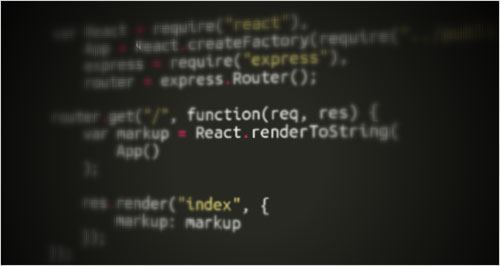 var React = require("react"),
App = React.createFactory(require("../public
express = require("express"),
router = express.Router();
router.get("/", function(req, res) {
var markup = React.renderToString(
App()
);
res.render("index", {
markup: markup
});
});